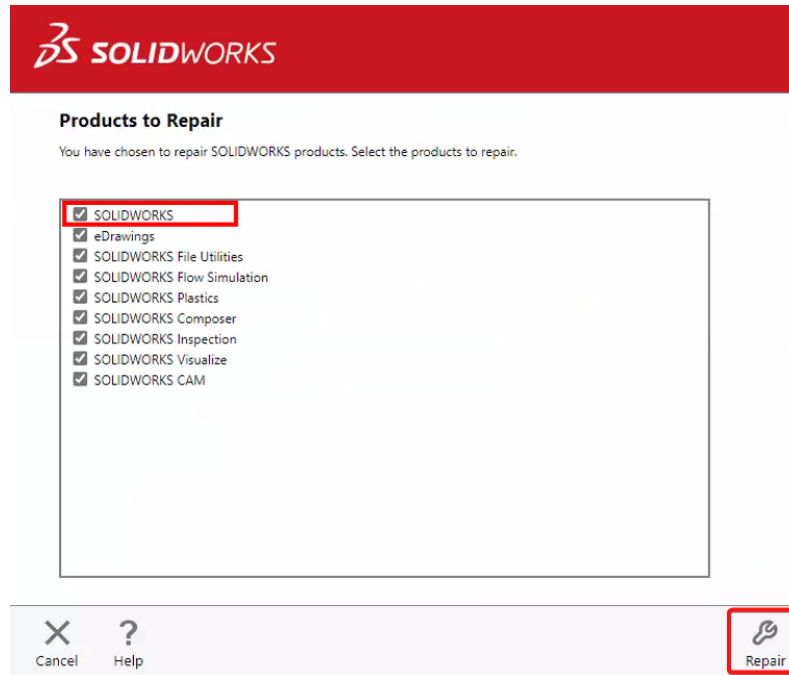 SOLIDWORKS
Products to Repair
You have chosen to repair SOLIDWORKS products. Select the products to repair.
SOLIDWORKS
eDrawings
SOLIDWORKS File Utilities
SOLIDWORKS Flow Simulation
SOLIDWORKS Plastics
SOLIDWORKS Composer
SOLIDWORKS Inspection
SOLIDWORKS Visualize
SOLIDWORKS CAM
Cancel Help Repair